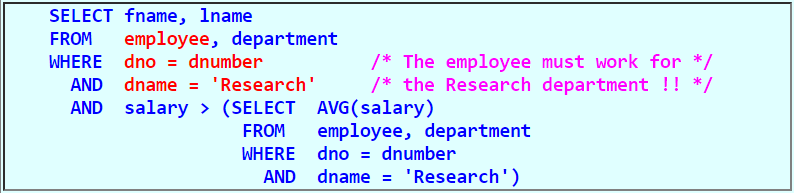 SELECT fname, lname
FROM employee, department
WHERE dno = dnumber /* The employee must work for */
AND dname = 'Research' /* the Research department !! */
AND salary > (SELECT AVG(salary)
FROM employee, department
WHERE dno = dnumber
AND dname = 'Research')